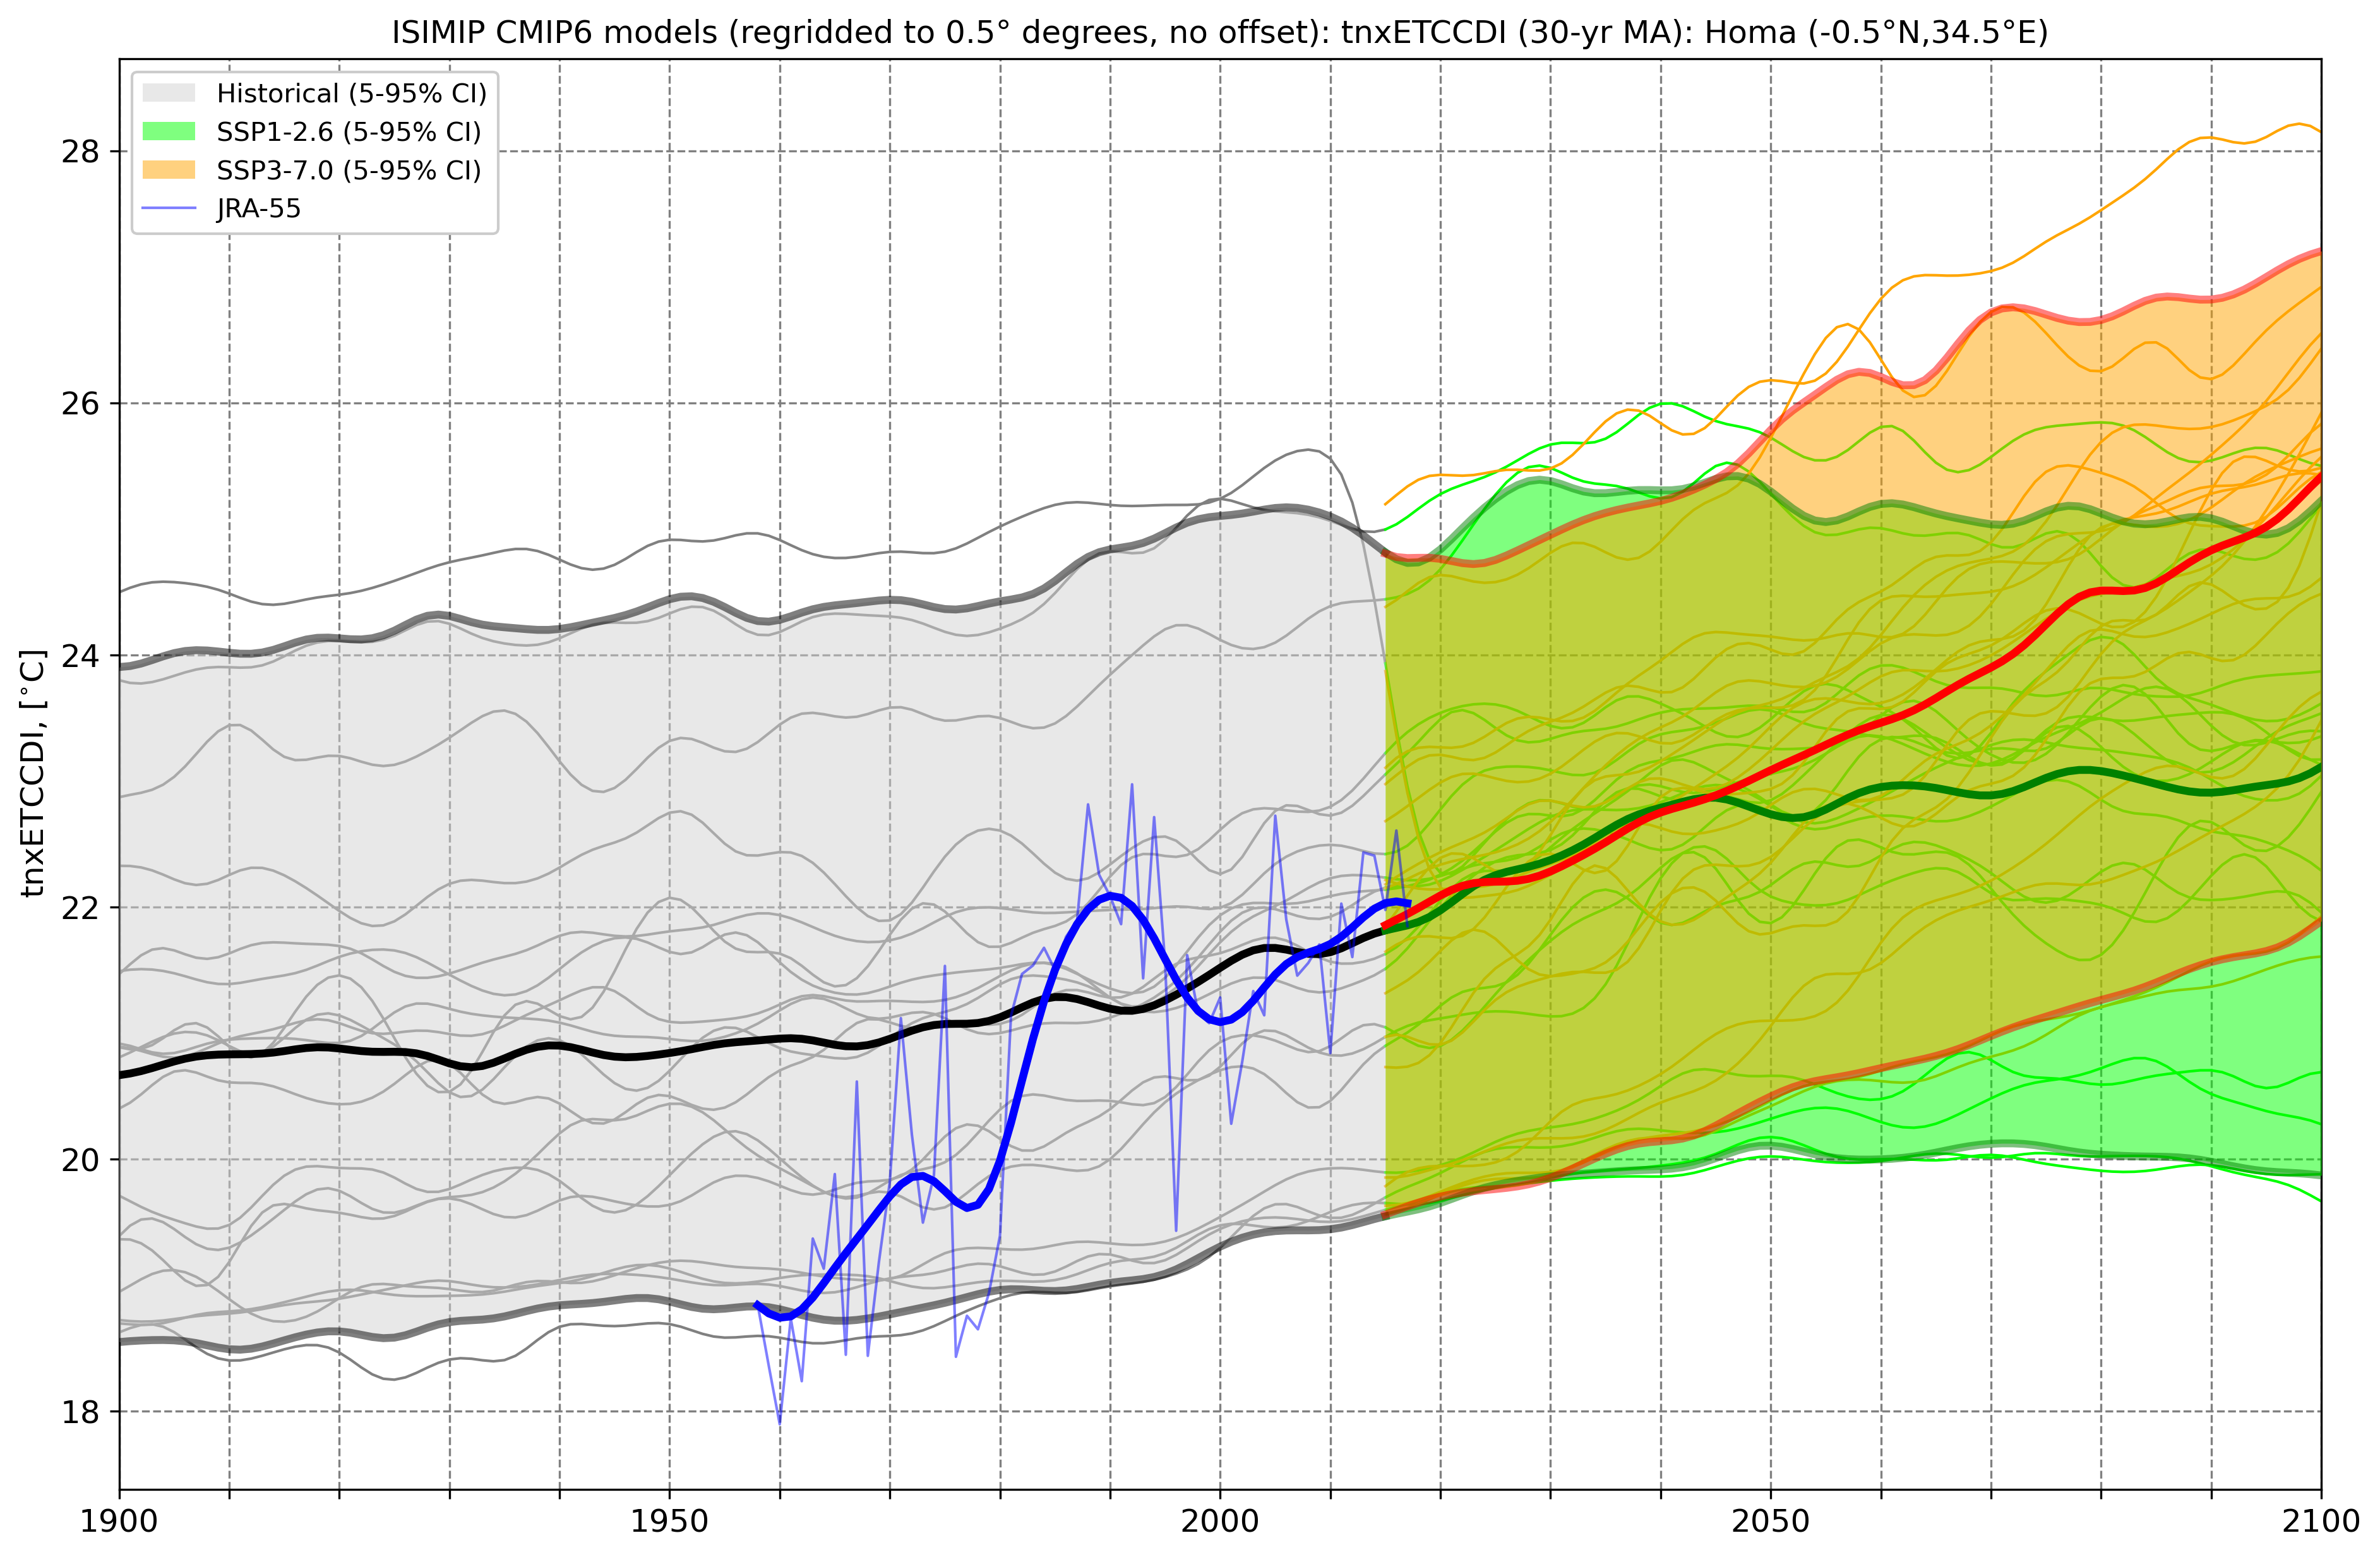 ISIMIP CMIP6 models (regridded to 0.5° degrees, no offset): tnxETCCDI (30-yr MA): Homa (-0.5°N,34.5°E)
Historical (5-95% CI)
SSP1-2.6 (5-95% CI)
SSP3-7.0 (5-95% CI)
JRA-55
tnxETCCDI, [°C]
28
26
24
22
20
18
1900
1950
2000
2050
2100